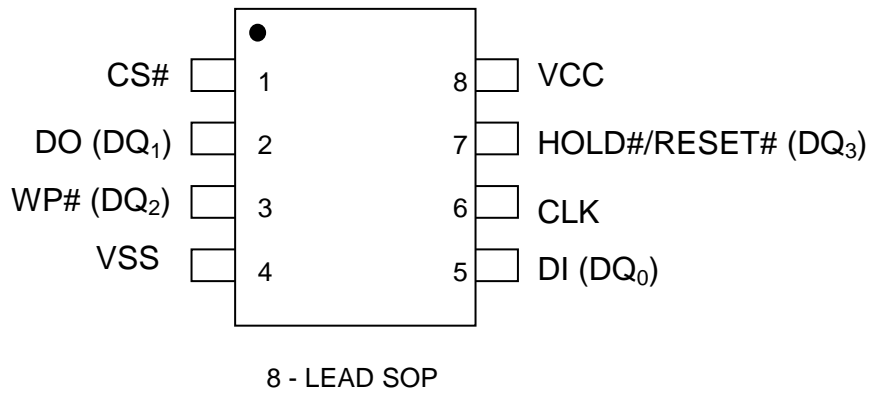 CS# 1 8 VCC
DO (DQ₁) 2 7 HOLD#/RESET# (DQ₃)
WP# (DQ₂) 3 6 CLK
VSS 4 5 DI (DQ₀)
8 - LEAD SOP